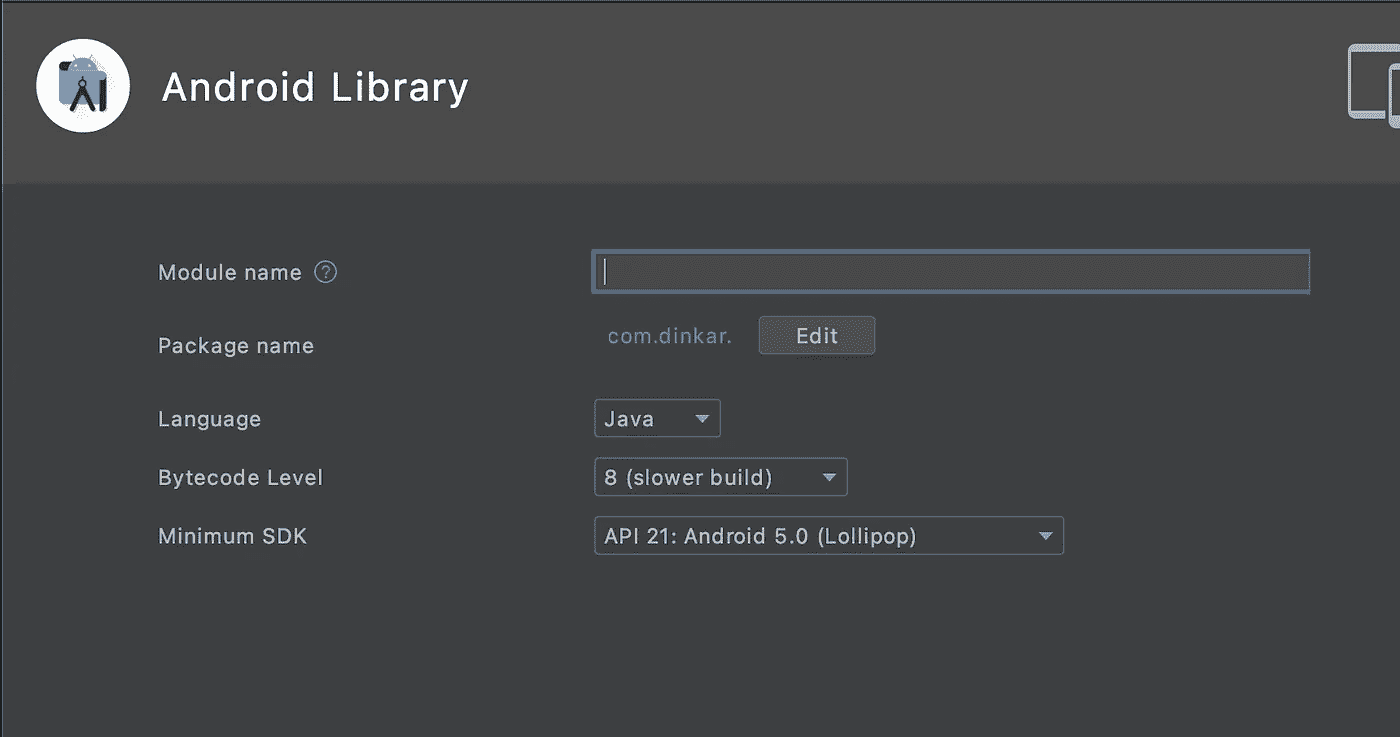 Android Library
Module name ?
Package name com.dinkar. Edit
Language Java
Bytecode Level 8 (slower build)
Minimum SDK API 21: Android 5.0 (Lollipop)